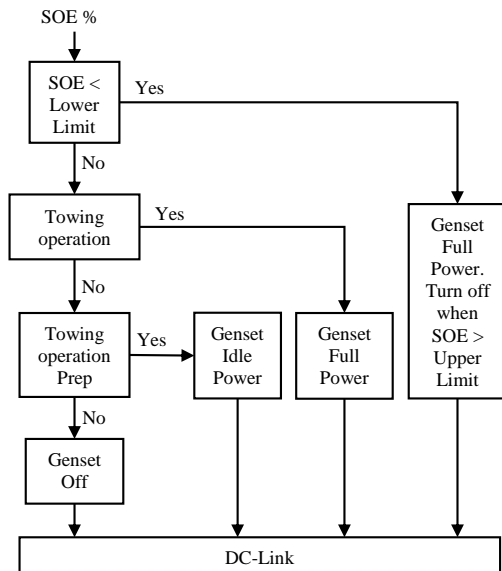 SOE %
SOE <
Lower
Limit
Yes
No
Towing
operation
Yes
No
Genset
Full
Power.
Turn off
when
SOE >
Upper
Limit
Towing
operation
Prep
Yes
Genset
Idle
Power
Genset
Full
Power
No
Genset
Off
DC-Link